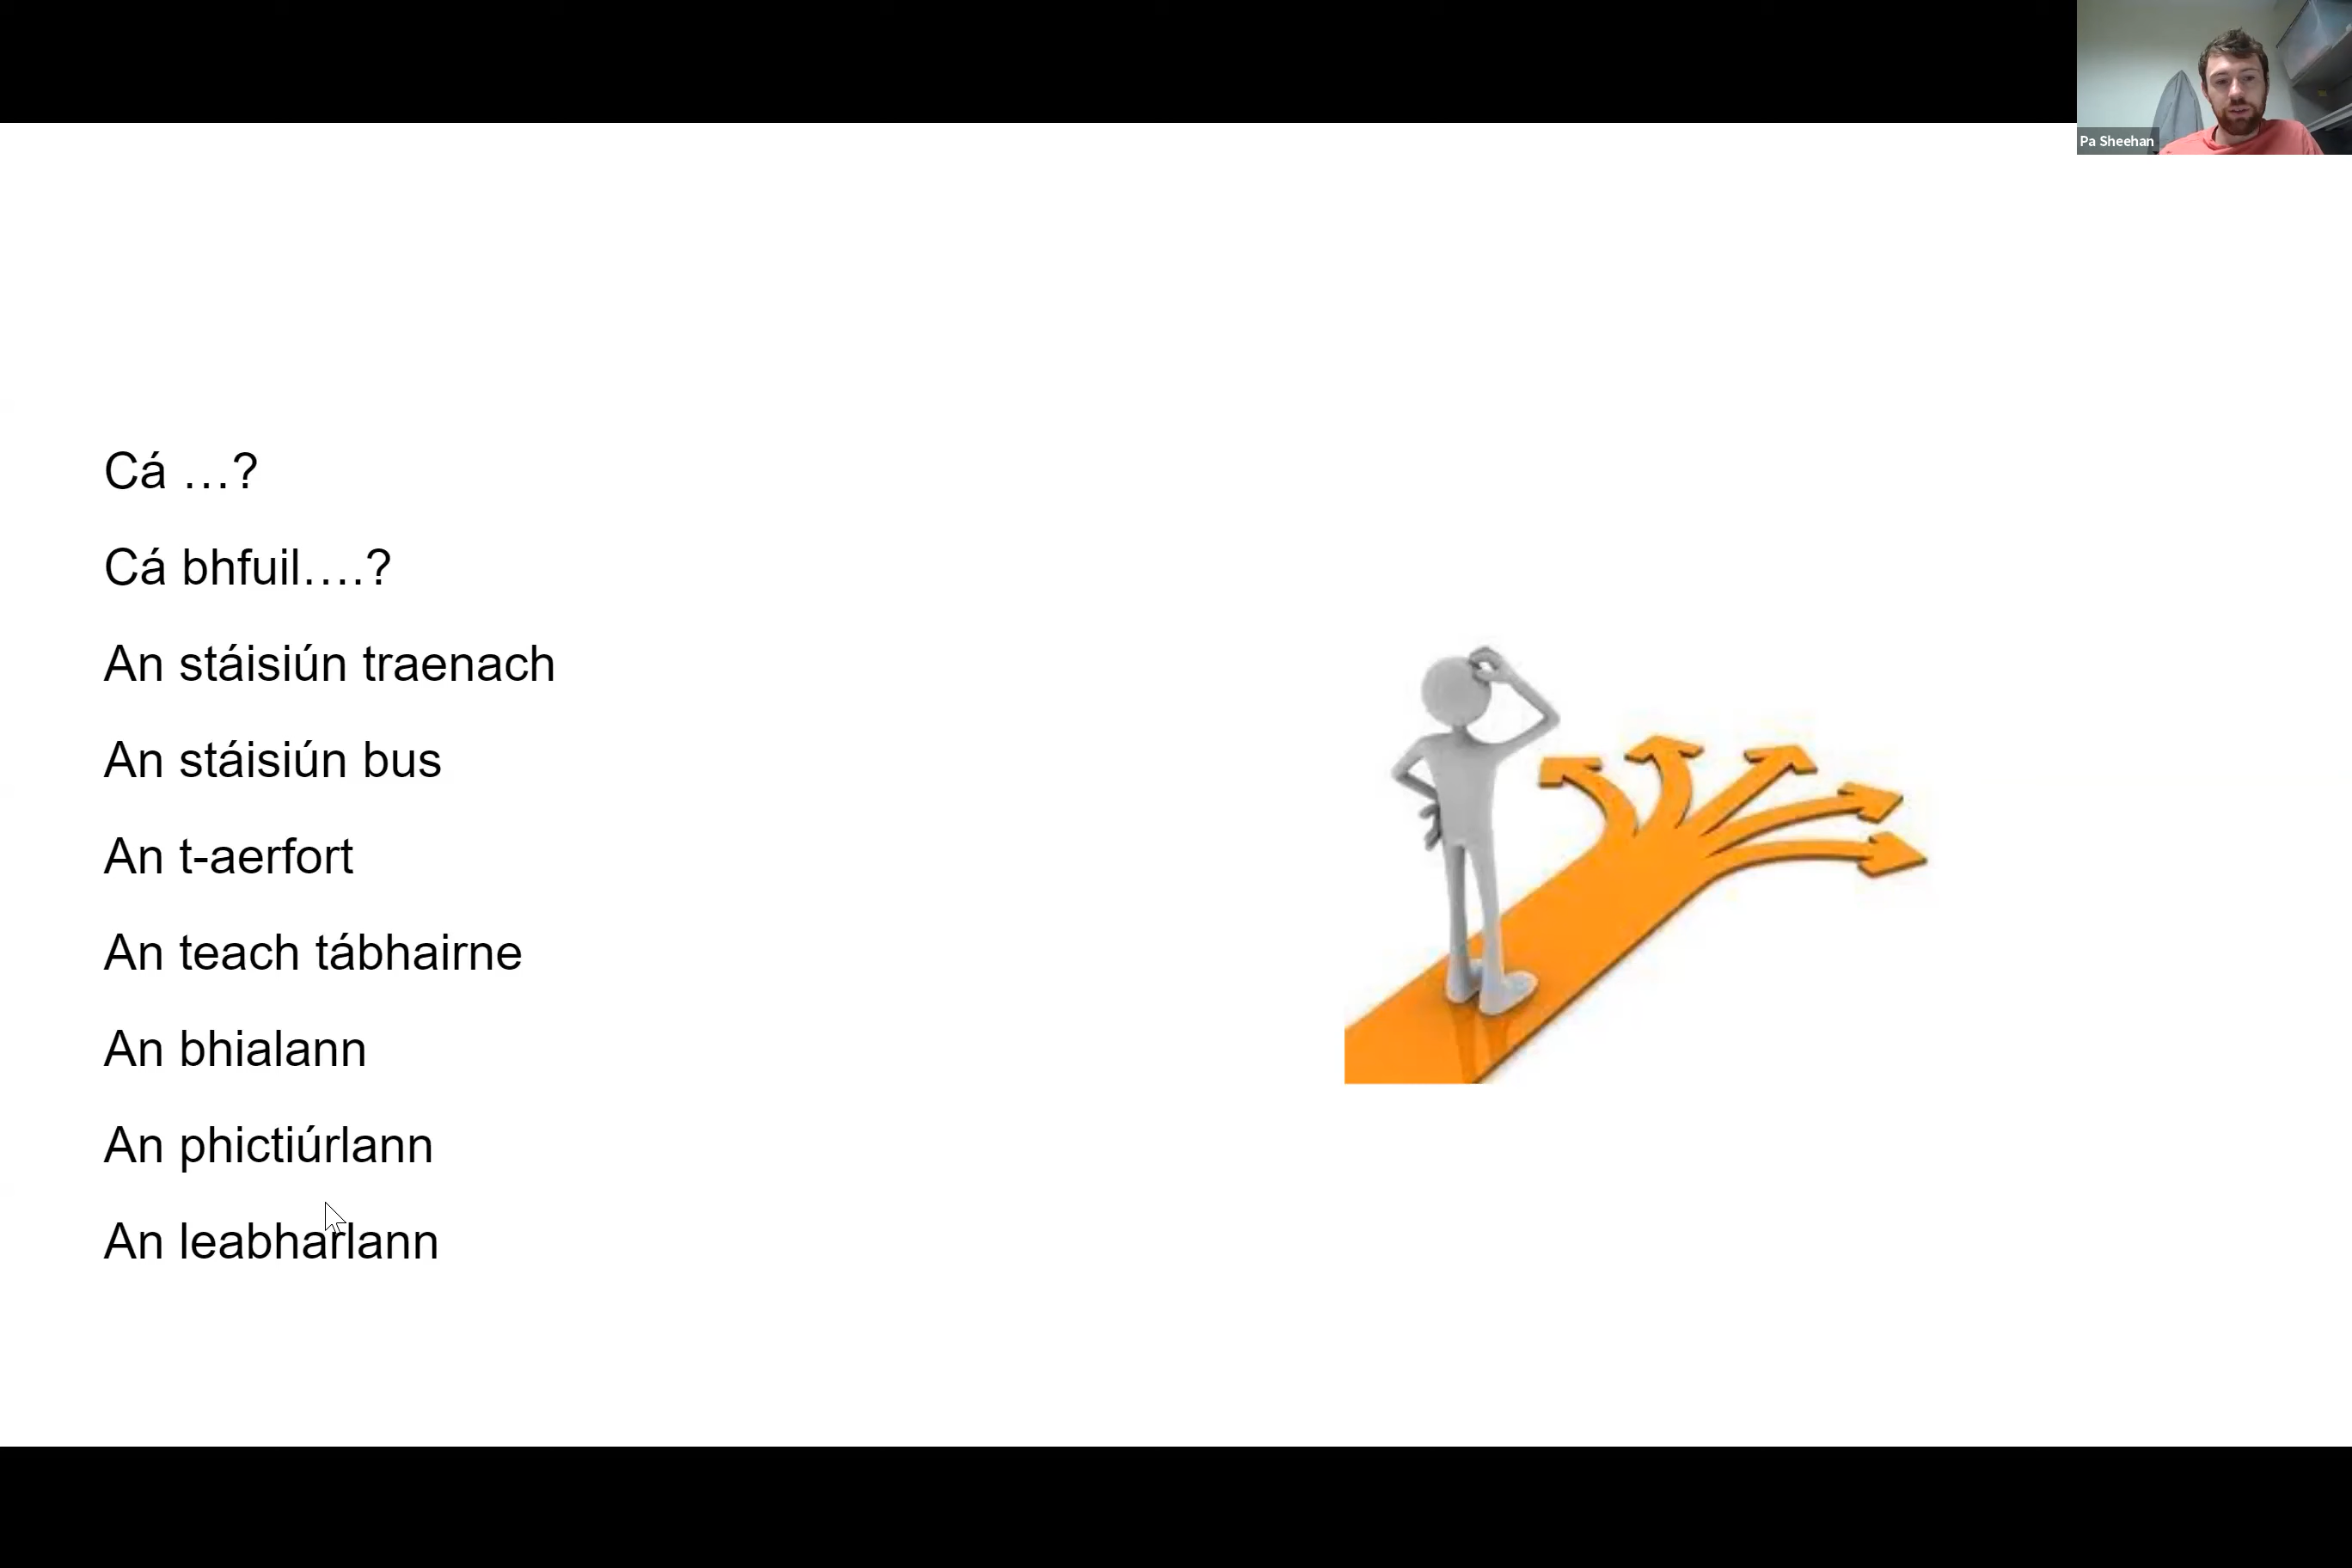 Pa Sheehan
Cá …?
Cá bhfuil….?
An stáisiún traenach
An stáisiún bus
An t-aerfort
An teach tábhairne
An bhialann
An phictiúrlann
An leabharlann